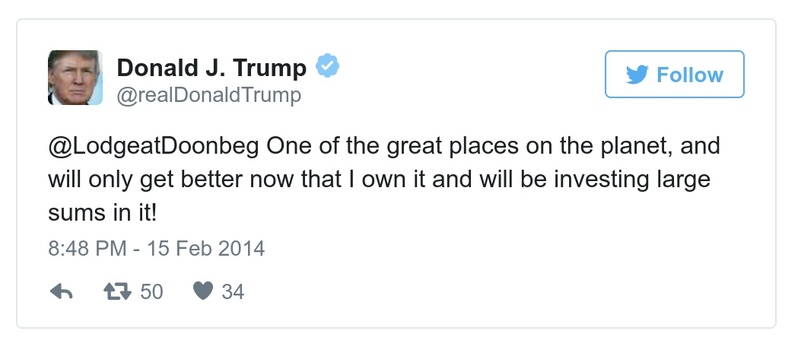 Donald J. Trump
@realDonaldTrump
Follow
@LodgeatDoonbeg One of the great places on the planet, and
will only get better now that I own it and will be investing large
sums in it!
8:48 PM - 15 Feb 2014
50 34